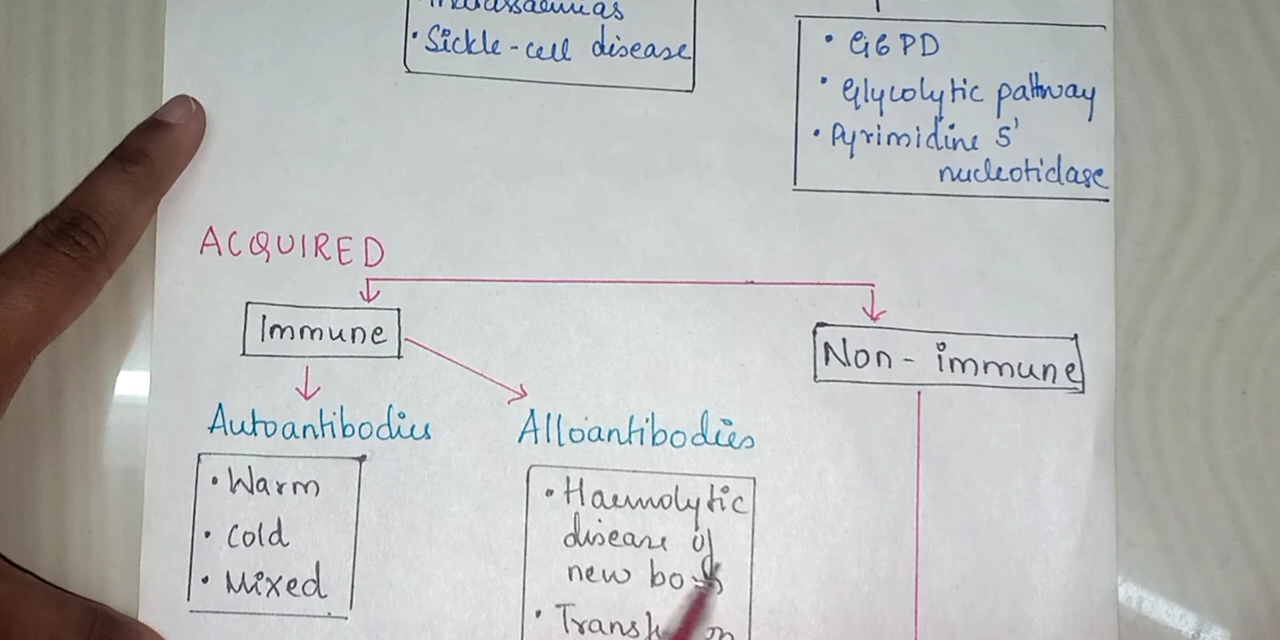 • Sickle-cell disease
• G6PD
• Glycolytic pathway
• Pyrimidine 5'
nucleotidase
ACQUIRED
Immune
Non-immune
Autoantibodies
Alloantibodies
• Warm
• Cold
• Mixed
• Haemolytic
disease of
new